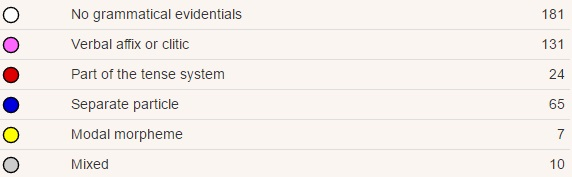 No grammatical evidentials 181
Verbal affix or clitic 131
Part of the tense system 24
Separate particle 65
Modal morpheme 7
Mixed 10